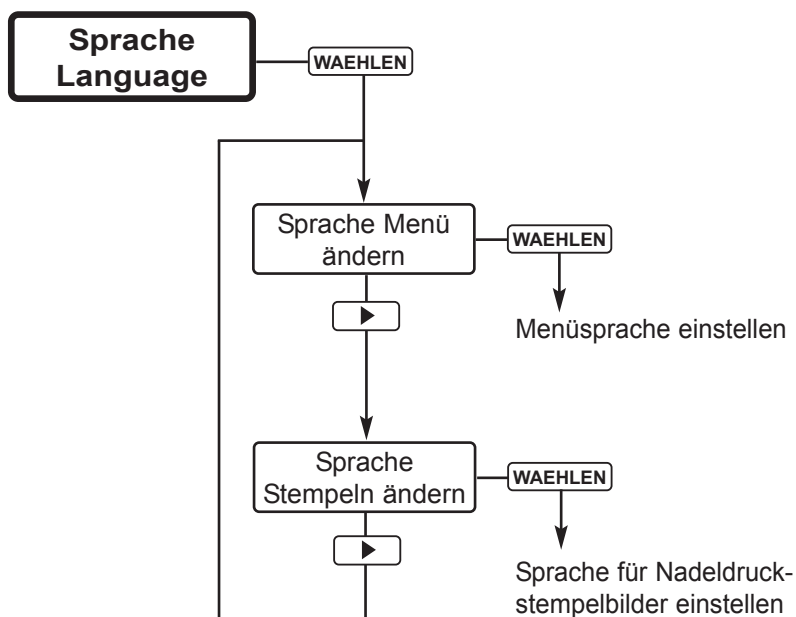 Sprache
Language
WAEHLEN
Sprache Menü
ändern
WAEHLEN
Menüsprache einstellen
Sprache
Stempeln ändern
WAEHLEN
Sprache für Nadeldruck-
stempelbilder einstellen